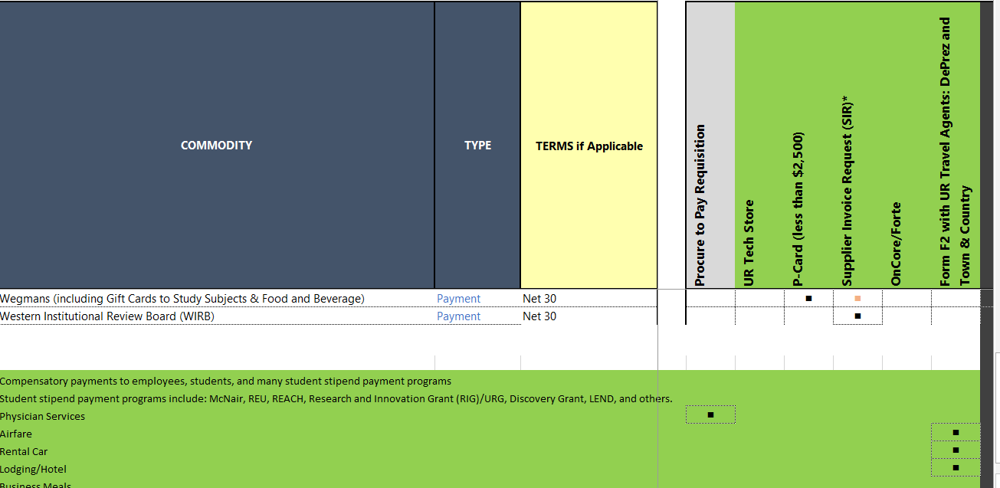 COMMODITY
TYPE
TERMS if Applicable
Procure to Pay Requisition
UR Tech Store
P-Card (less than $2,500)
Supplier Invoice Request (SIR)*
OnCore/Forte
Form F2 with UR Travel Agents: DePrez and
Town & Country
Wegmans (including Gift Cards to Study Subjects & Food and Beverage) Payment Net 30 ■ ■
Western Institutional Review Board (WIRB) Payment Net 30 ■
Compensatory payments to employees, students, and many student stipend payment programs
Student stipend payment programs include: McNair, REU, REACH, Research and Innovation Grant (RIG)/URG, Discovery Grant, LEND, and others.
Physician Services ■
Airfare ■
Rental Car ■
Lodging/Hotel ■
Business Meals